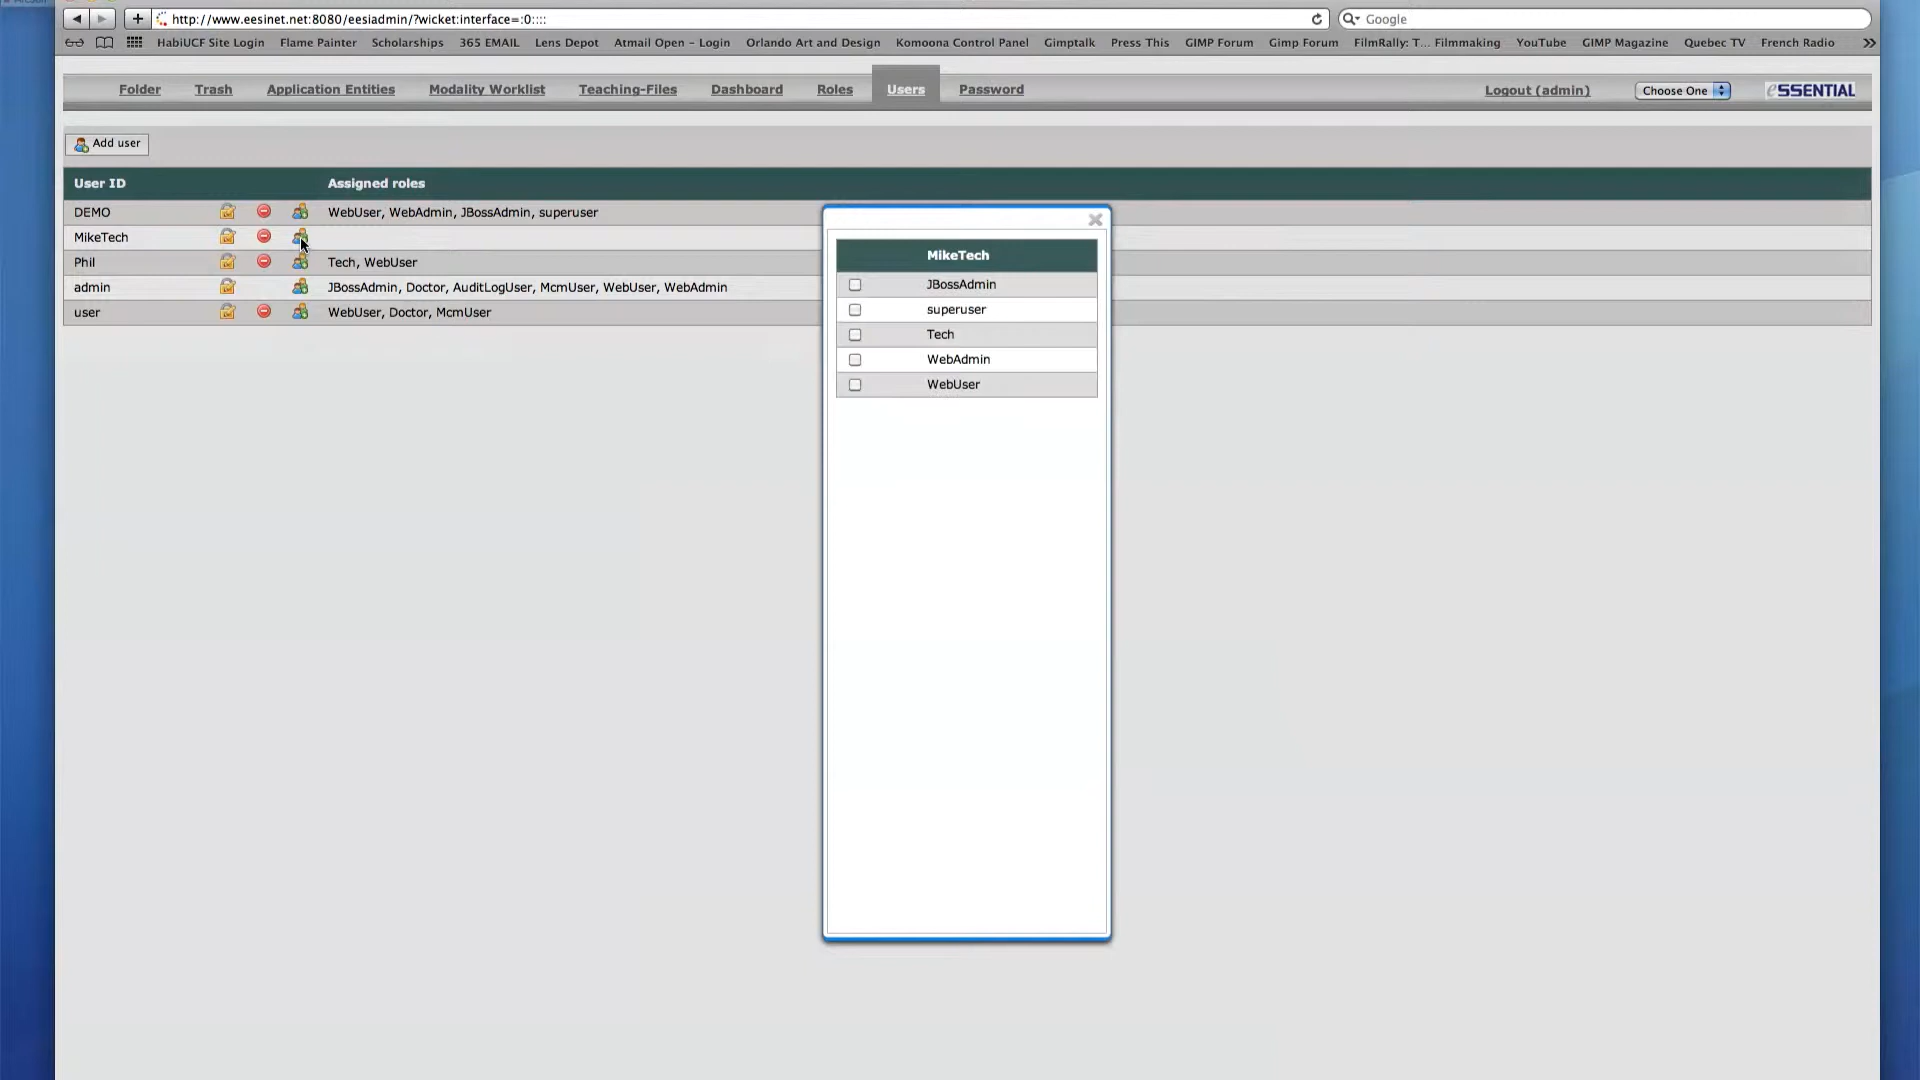 http://www.eesinet.net:8080/eesiadmin/?wicket:interface=:0::::
Google
HabiUCF Site Login Flame Painter Scholarships 365 EMAIL Lens Depot Atmail Open – Login Orlando Art and Design Komoona Control Panel Gimptalk Press This GIMP Forum Gimp Forum FilmRally: T... Filmmaking YouTube GIMP Magazine Quebec TV French Radio
Folder Trash Application Entities Modality Worklist Teaching-Files Dashboard Roles Users Password Logout (admin) Choose One eSSENTIAL
Add user
User ID Assigned roles
DEMO WebUser, WebAdmin, JBossAdmin, superuser
MikeTech
Phil Tech, WebUser
admin JBossAdmin, Doctor, AuditLogUser, McmUser, WebUser, WebAdmin
user WebUser, Doctor, McmUser
MikeTech
JBossAdmin
superuser
Tech
WebAdmin
WebUser